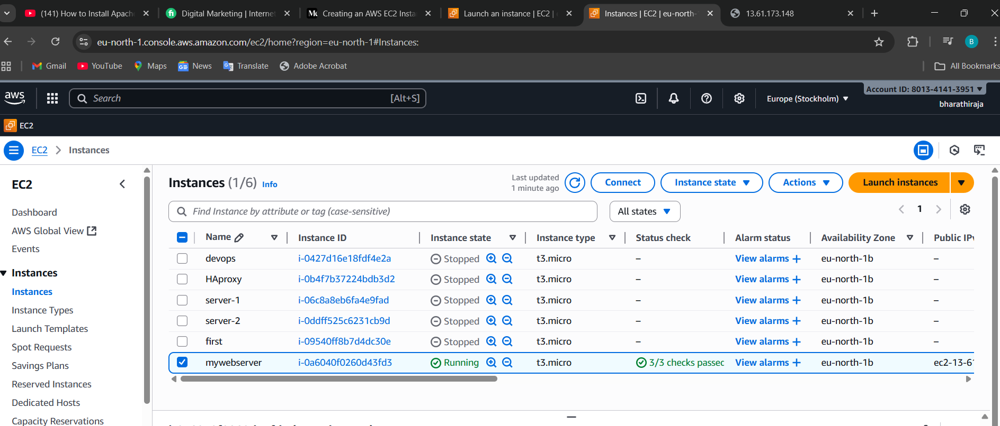 (141) How to Install Apache
Digital Marketing | Internet
Creating an AWS EC2 Insta
Launch an instance | EC2 |
Instances | EC2 | eu-north-
13.61.173.148
eu-north-1.console.aws.amazon.com/ec2/home?region=eu-north-1#Instances:
B
Gmail
YouTube
Maps
News
Translate
Adobe Acrobat
All Bookmarks
aws
Search
[Alt+S]
Europe (Stockholm)
Account ID: 8013-4141-3951
bharathiraja
EC2
EC2
Instances
EC2
Dashboard
AWS Global View
Events
Instances
Instances
Instance Types
Launch Templates
Spot Requests
Savings Plans
Reserved Instances
Dedicated Hosts
Capacity Reservations
Instances (1/6) Info
Last updated
1 minute ago
Connect
Instance state
Actions
Launch instances
Find Instance by attribute or tag (case-sensitive)
All states
1
Name Instance ID Instance state Instance type Status check Alarm status Availability Zone Public IPv
devops i-0427d16e18fdf4e2a Stopped t3.micro – View alarms + eu-north-1b –
HAproxy i-0b4f7b37224bdb3d2 Stopped t3.micro – View alarms + eu-north-1b –
server-1 i-06c8a8eb6fa4e9fad Stopped t3.micro – View alarms + eu-north-1b –
server-2 i-0ddff525c6231cb9d Stopped t3.micro – View alarms + eu-north-1b –
first i-09540ff8b7d4dc30e Stopped t3.micro – View alarms + eu-north-1b –
mywebserver i-0a6040f0260d43fd3 Running t3.micro 3/3 checks passed View alarms + eu-north-1b ec2-13-61